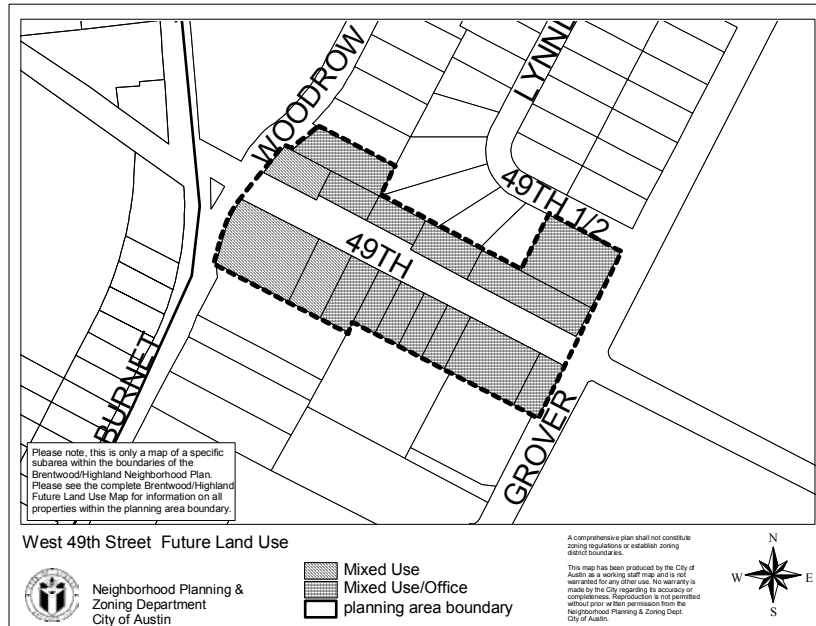 WOODROW
LYNNL
49TH 1/2
49TH
BURNET
GROVER
Please note, this is only a map of a specific
subarea within the boundaries of the
Brentwood/Highland Neighborhood Plan.
Please see the complete Brentwood/Highland
Future Land Use Map for information on all
properties within the planning area boundary.
West 49th Street Future Land Use
Neighborhood Planning &
Zoning Department
City of Austin
Mixed Use
Mixed Use/Office
planning area boundary
A comprehensive plan shall not constitute
zoning regulations or establish zoning
district boundaries.
This map has been produced by the City of
Austin as a working staff map and is not
warranted for any other use. No warranty is
made by the City regarding its accuracy or
completeness. Reproduction is not permitted
without prior written permission from the
Neighborhood Planning & Zoning Dept.
City of Austin.
N
W E
S